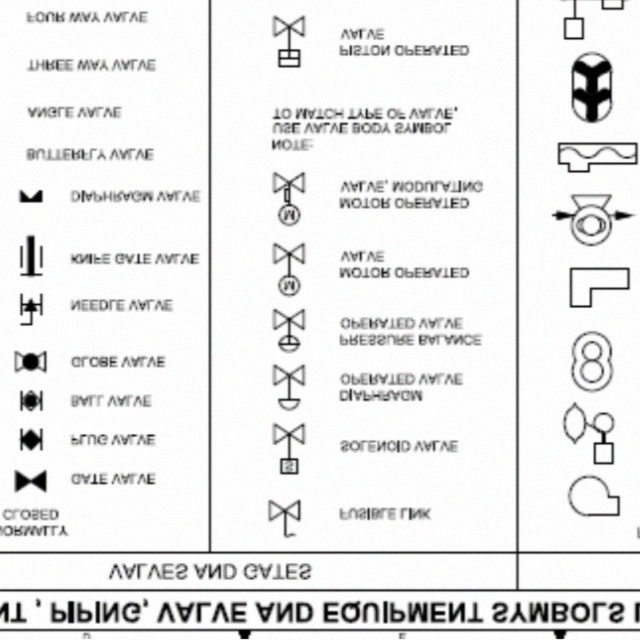 D E
NT , PIPING, VALVE AND EQUIPMENT SYMBOLS
VALVES AND GATES
NORMALLY
CLOSED
GATE VALVE
PLUG VALVE
BALL VALVE
GLOBE VALVE
NEEDLE VALVE
KNIFE GATE VALVE
DIAPHRAGM VALVE
BUTTERFLY VALVE
ANGLE VALVE
THREE WAY VALVE
FOUR WAY VALVE
FUSIBLE LINK
S
SOLENOID VALVE
DIAPHRAGM
OPERATED VALVE
PRESSURE BALANCE
OPERATED VALVE
M
MOTOR OPERATED
VALVE
M
MOTOR OPERATED
VALVE, MODULATING
NOTE:
USE VALVE BODY SYMBOL
TO MATCH TYPE OF VALVE,
PISTON OPERATED
VALVE